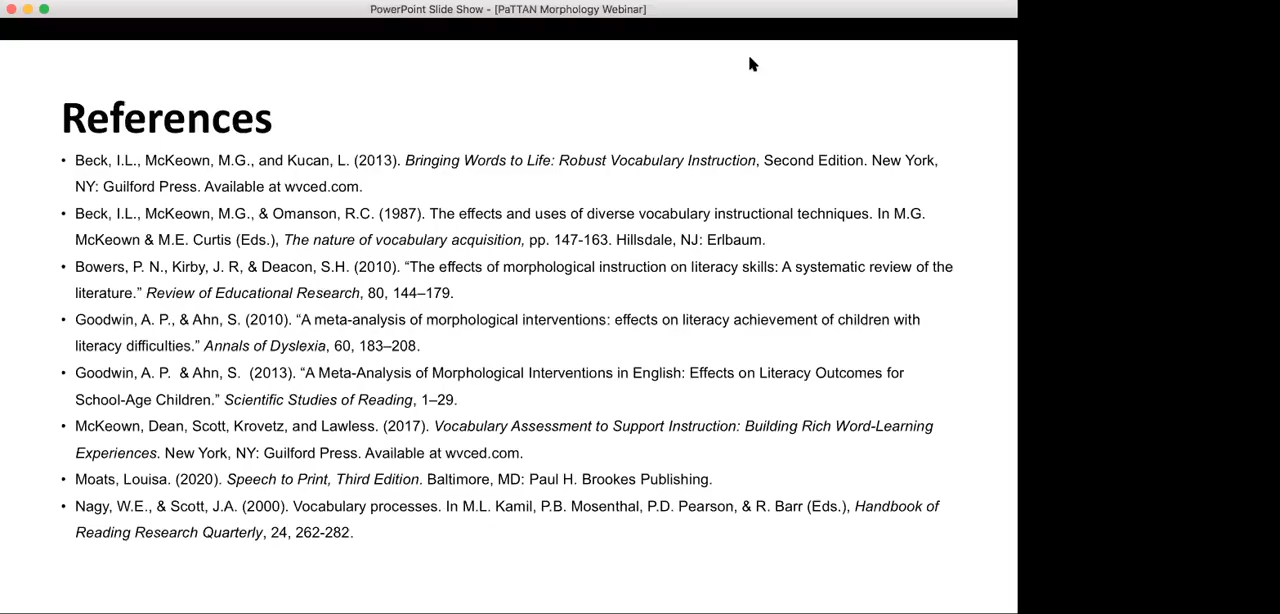 PowerPoint Slide Show - [PaTTAN Morphology Webinar]
References
• Beck, I.L., McKeown, M.G., and Kucan, L. (2013). Bringing Words to Life: Robust Vocabulary Instruction, Second Edition. New York,
NY: Guilford Press. Available at wvced.com.
• Beck, I.L., McKeown, M.G., & Omanson, R.C. (1987). The effects and uses of diverse vocabulary instructional techniques. In M.G.
McKeown & M.E. Curtis (Eds.), The nature of vocabulary acquisition, pp. 147-163. Hillsdale, NJ: Erlbaum.
• Bowers, P. N., Kirby, J. R, & Deacon, S.H. (2010). “The effects of morphological instruction on literacy skills: A systematic review of the
literature.” Review of Educational Research, 80, 144–179.
• Goodwin, A. P., & Ahn, S. (2010). “A meta-analysis of morphological interventions: effects on literacy achievement of children with
literacy difficulties.” Annals of Dyslexia, 60, 183–208.
• Goodwin, A. P. & Ahn, S. (2013). “A Meta-Analysis of Morphological Interventions in English: Effects on Literacy Outcomes for
School-Age Children.” Scientific Studies of Reading, 1–29.
• McKeown, Dean, Scott, Krovetz, and Lawless. (2017). Vocabulary Assessment to Support Instruction: Building Rich Word-Learning
Experiences. New York, NY: Guilford Press. Available at wvced.com.
• Moats, Louisa. (2020). Speech to Print, Third Edition. Baltimore, MD: Paul H. Brookes Publishing.
• Nagy, W.E., & Scott, J.A. (2000). Vocabulary processes. In M.L. Kamil, P.B. Mosenthal, P.D. Pearson, & R. Barr (Eds.), Handbook of
Reading Research Quarterly, 24, 262-282.